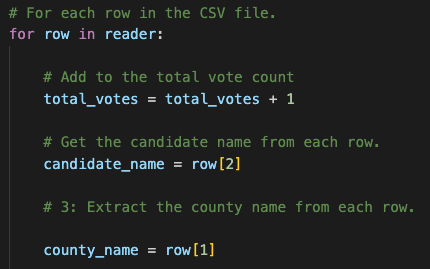 # For each row in the CSV file.
for row in reader:
# Add to the total vote count
total_votes = total_votes + 1
# Get the candidate name from each row.
candidate_name = row[2]
# 3: Extract the county name from each row.
county_name = row[1]